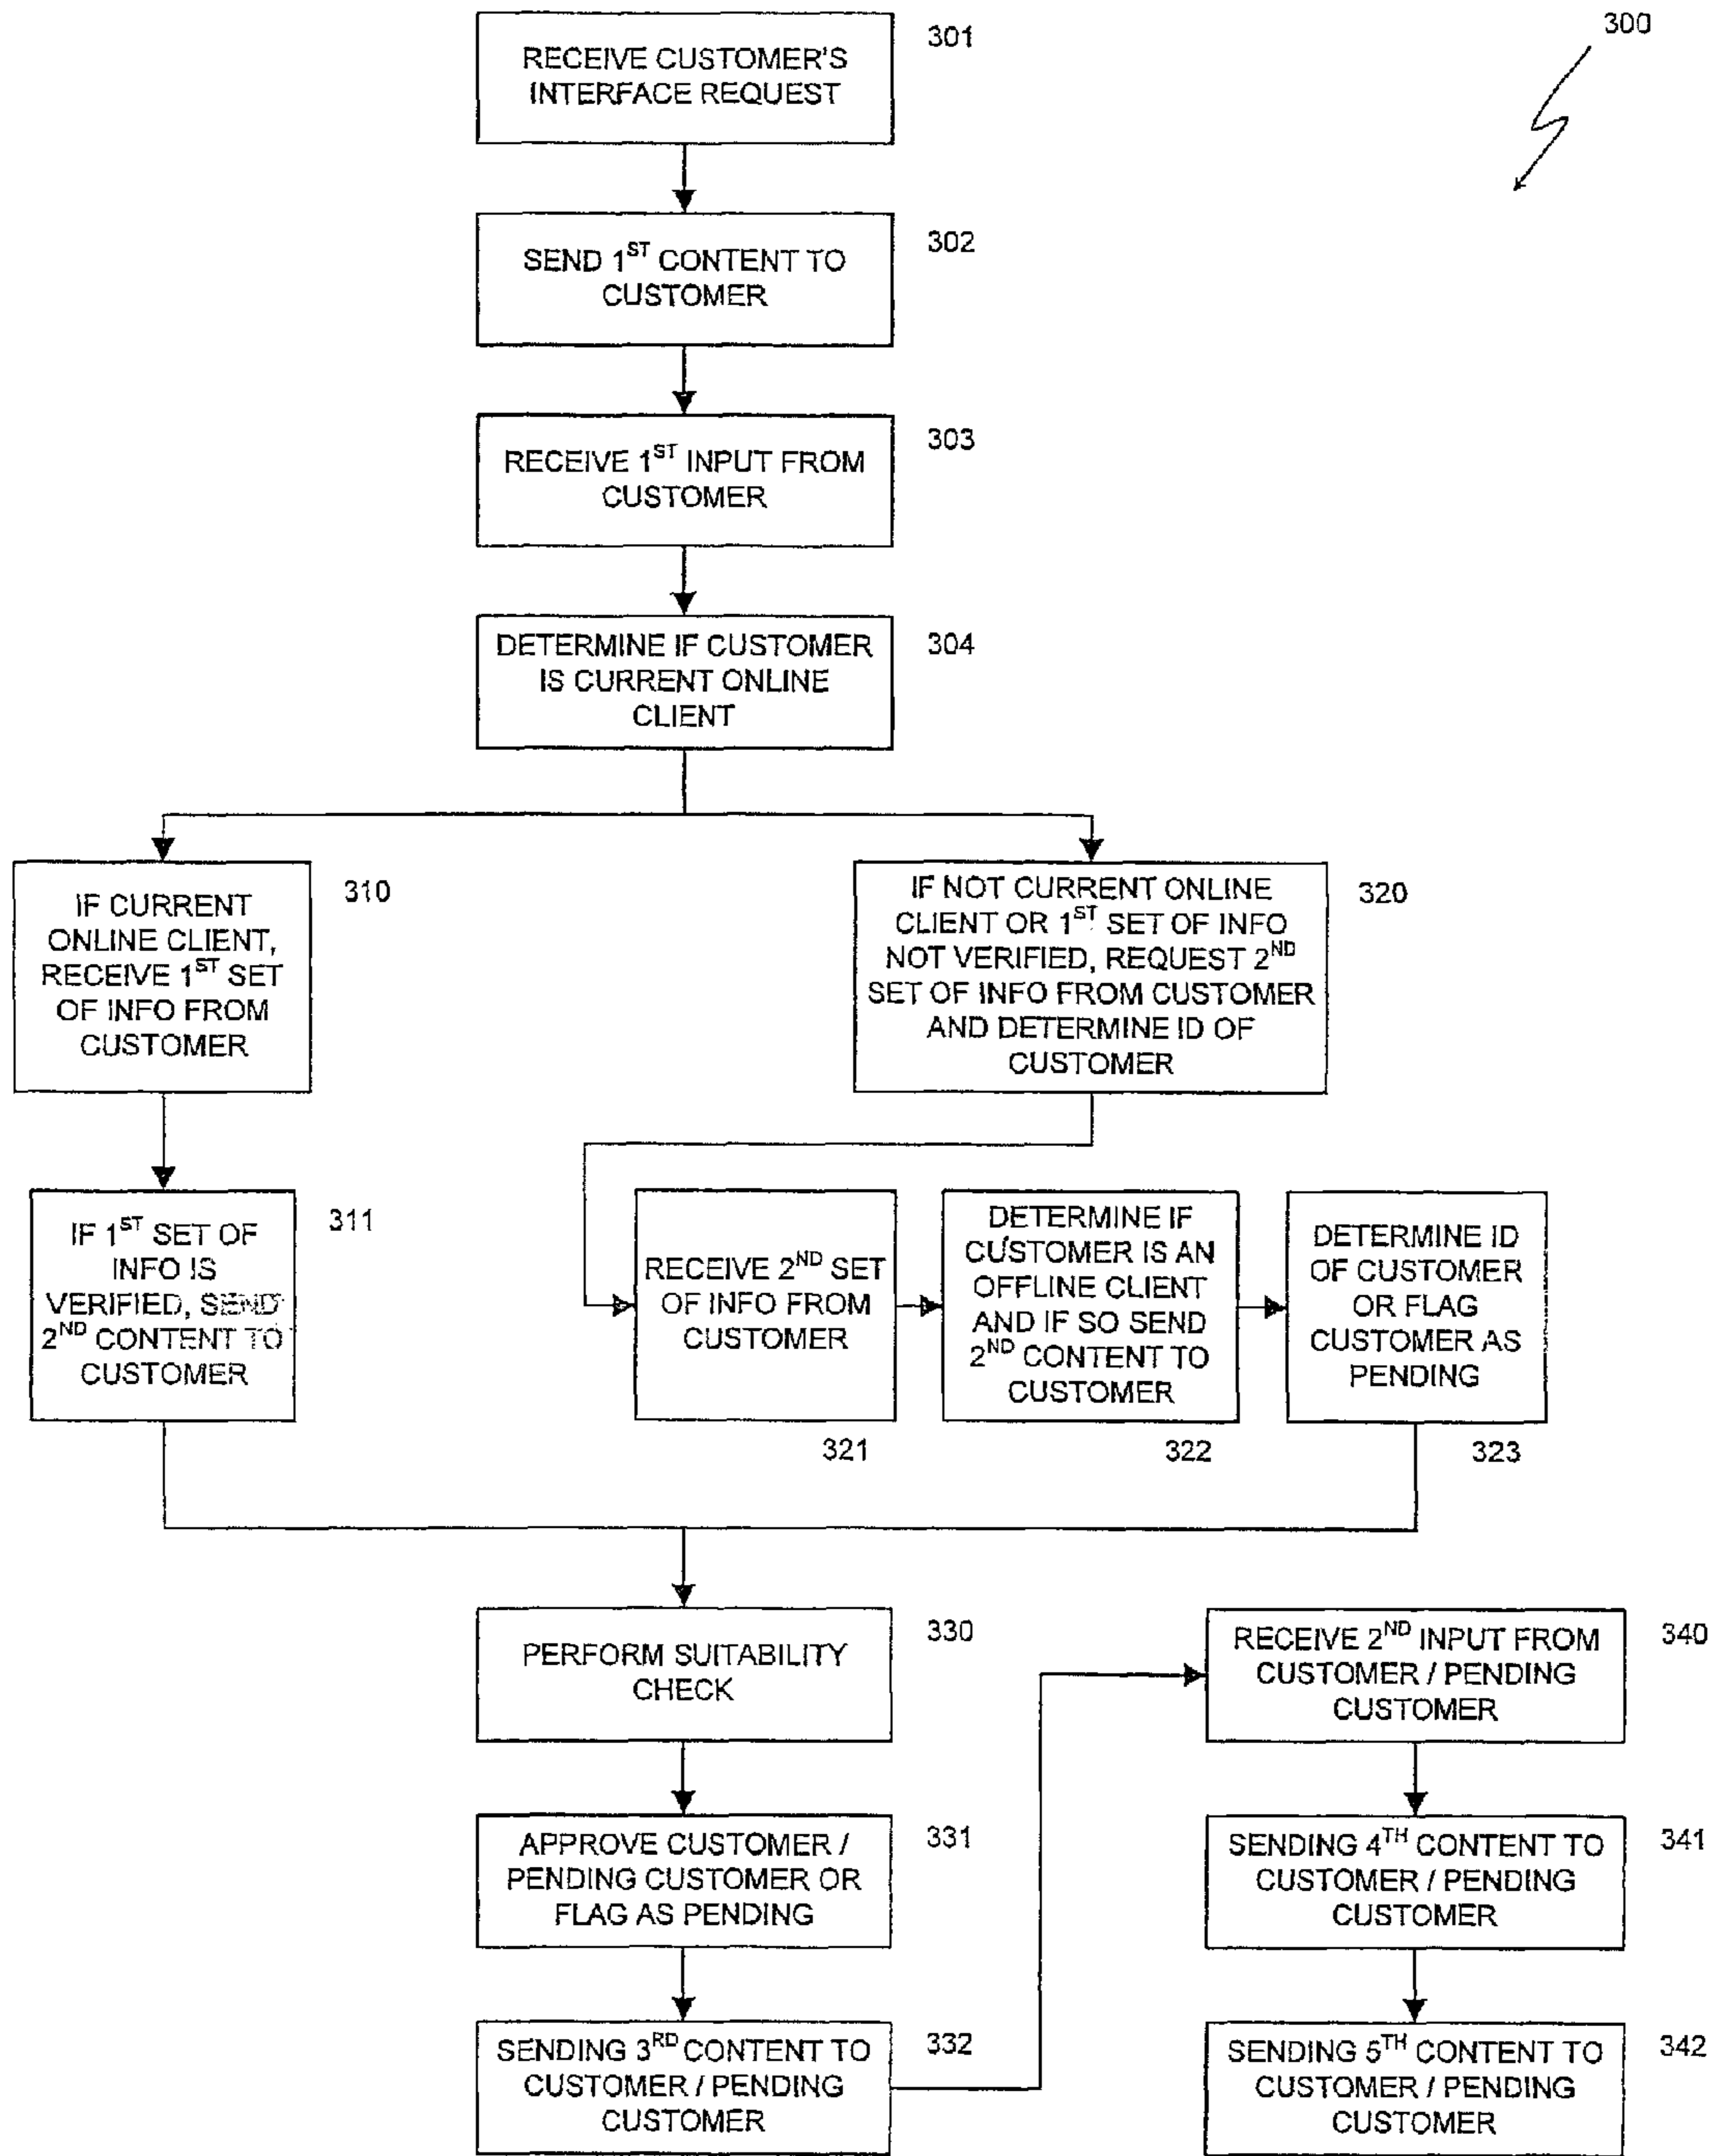 300
RECEIVE CUSTOMER'S
INTERFACE REQUEST
301
SEND 1ST CONTENT TO
CUSTOMER
302
RECEIVE 1ST INPUT FROM
CUSTOMER
303
DETERMINE IF CUSTOMER
IS CURRENT ONLINE
CLIENT
304
IF CURRENT
ONLINE CLIENT,
RECEIVE 1ST SET
OF INFO FROM
CUSTOMER
310
IF NOT CURRENT ONLINE
CLIENT OR 1ST SET OF INFO
NOT VERIFIED, REQUEST 2ND
SET OF INFO FROM CUSTOMER
AND DETERMINE ID OF
CUSTOMER
320
IF 1ST SET OF
INFO IS
VERIFIED, SEND
2ND CONTENT TO
CUSTOMER
311
RECEIVE 2ND SET
OF INFO FROM
CUSTOMER
321
DETERMINE IF
CUSTOMER IS AN
OFFLINE CLIENT
AND IF SO SEND
2ND CONTENT TO
CUSTOMER
322
DETERMINE ID
OF CUSTOMER
OR FLAG
CUSTOMER AS
PENDING
323
PERFORM SUITABILITY
CHECK
330
APPROVE CUSTOMER /
PENDING CUSTOMER OR
FLAG AS PENDING
331
SENDING 3RD CONTENT TO
CUSTOMER / PENDING
CUSTOMER
332
RECEIVE 2ND INPUT FROM
CUSTOMER / PENDING
CUSTOMER
340
SENDING 4TH CONTENT TO
CUSTOMER / PENDING
CUSTOMER
341
SENDING 5TH CONTENT TO
CUSTOMER / PENDING
CUSTOMER
342